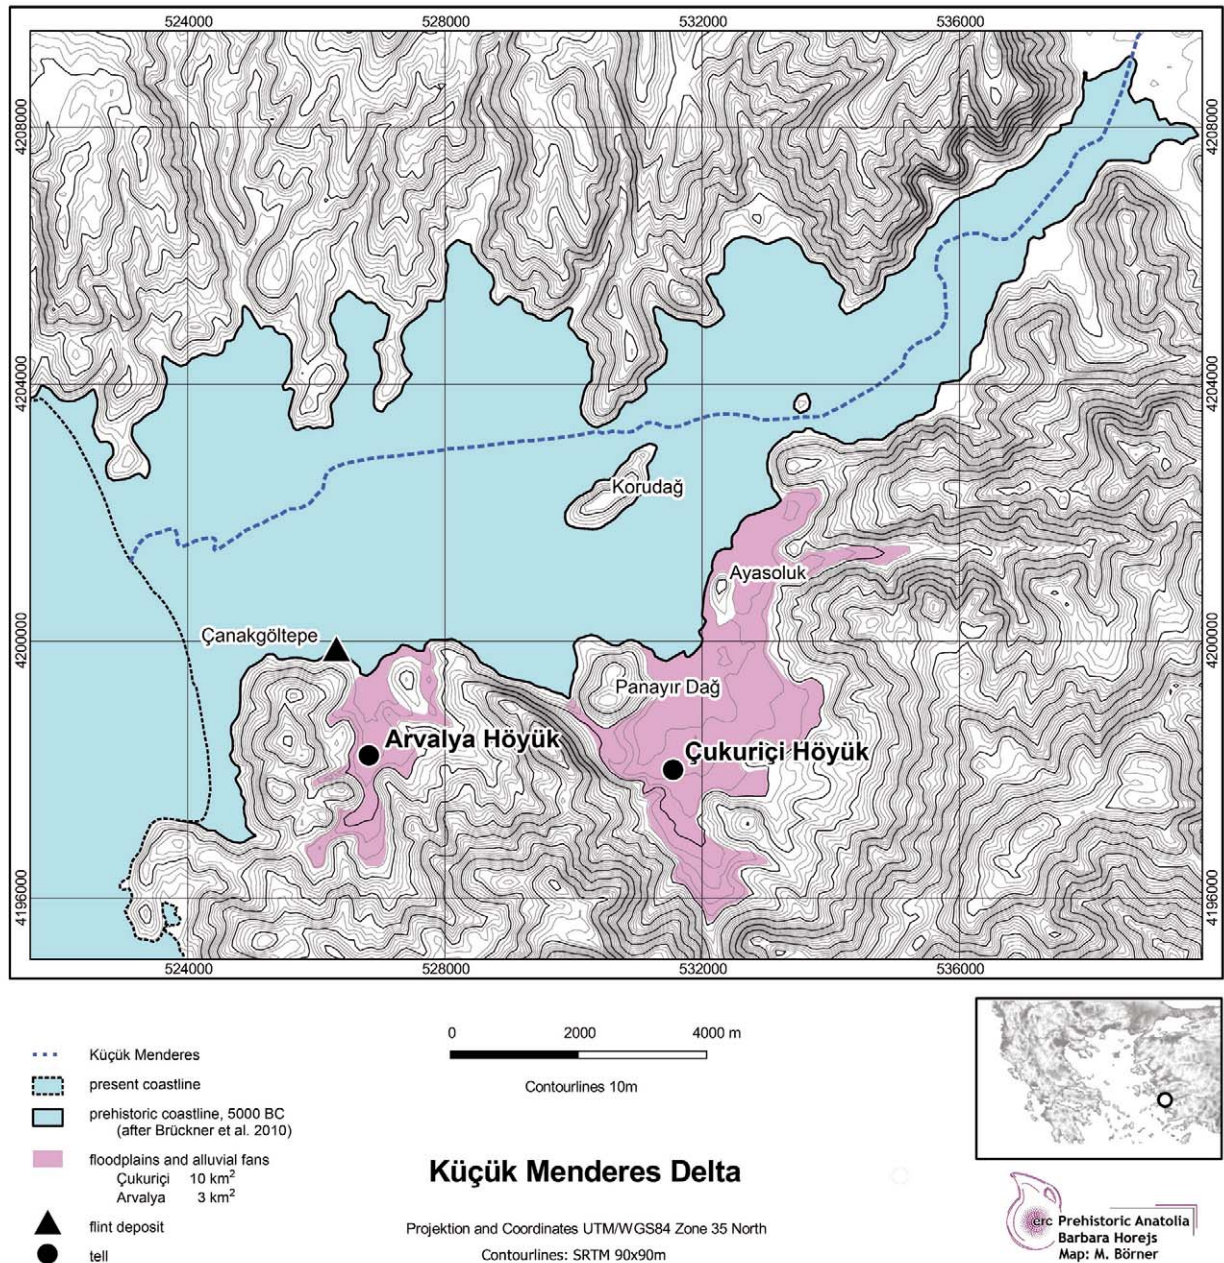 524000 528000 532000 536000
4208000 4208000
4204000 4204000
Korudağ
Ayasoluk
4200000 4200000
Çanakgöltepe
Panayır Dağ
Arvalya Höyük
Çukuriçi Höyük
4196000 4196000
524000 528000 532000 536000
0 2000 4000 m
Contourlines 10m
Küçük Menderes
present coastline
prehistoric coastline, 5000 BC
(after Brückner et al. 2010)
floodplains and alluvial fans
Çukuriçi 10 km²
Arvalya 3 km²
flint deposit
tell
Küçük Menderes Delta
Projektion and Coordinates UTM/WGS84 Zone 35 North
Contourlines: SRTM 90x90m
erc Prehistoric Anatolia
Barbara Horejs
Map: M. Börner